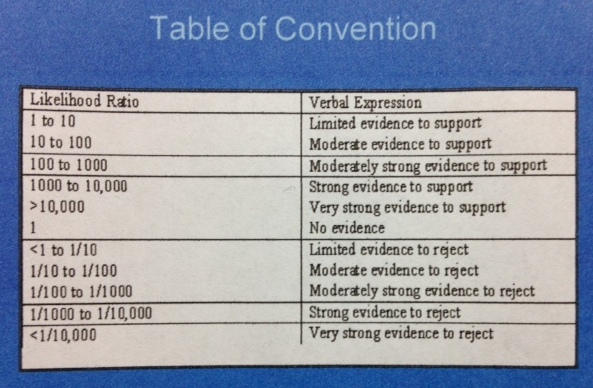 Table of Convention
Likelihood Ratio Verbal Expression
1 to 10 Limited evidence to support
10 to 100 Moderate evidence to support
100 to 1000 Moderately strong evidence to support
1000 to 10,000 Strong evidence to support
>10,000 Very strong evidence to support
1 No evidence
<1 to 1/10 Limited evidence to reject
1/10 to 1/100 Moderate evidence to reject
1/100 to 1/1000 Moderately strong evidence to reject
1/1000 to 1/10,000 Strong evidence to reject
<1/10,000 Very strong evidence to reject